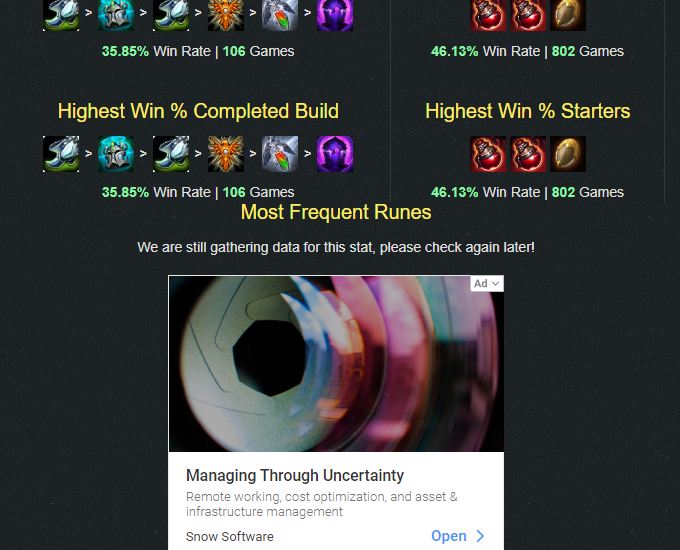 35.85% Win Rate | 106 Games
46.13% Win Rate | 802 Games
Highest Win % Completed Build
Highest Win % Starters
35.85% Win Rate | 106 Games
46.13% Win Rate | 802 Games
Most Frequent Runes
We are still gathering data for this stat, please check again later!
Ad
Managing Through Uncertainty
Remote working, cost optimization, and asset &
infrastructure management
Snow Software
Open